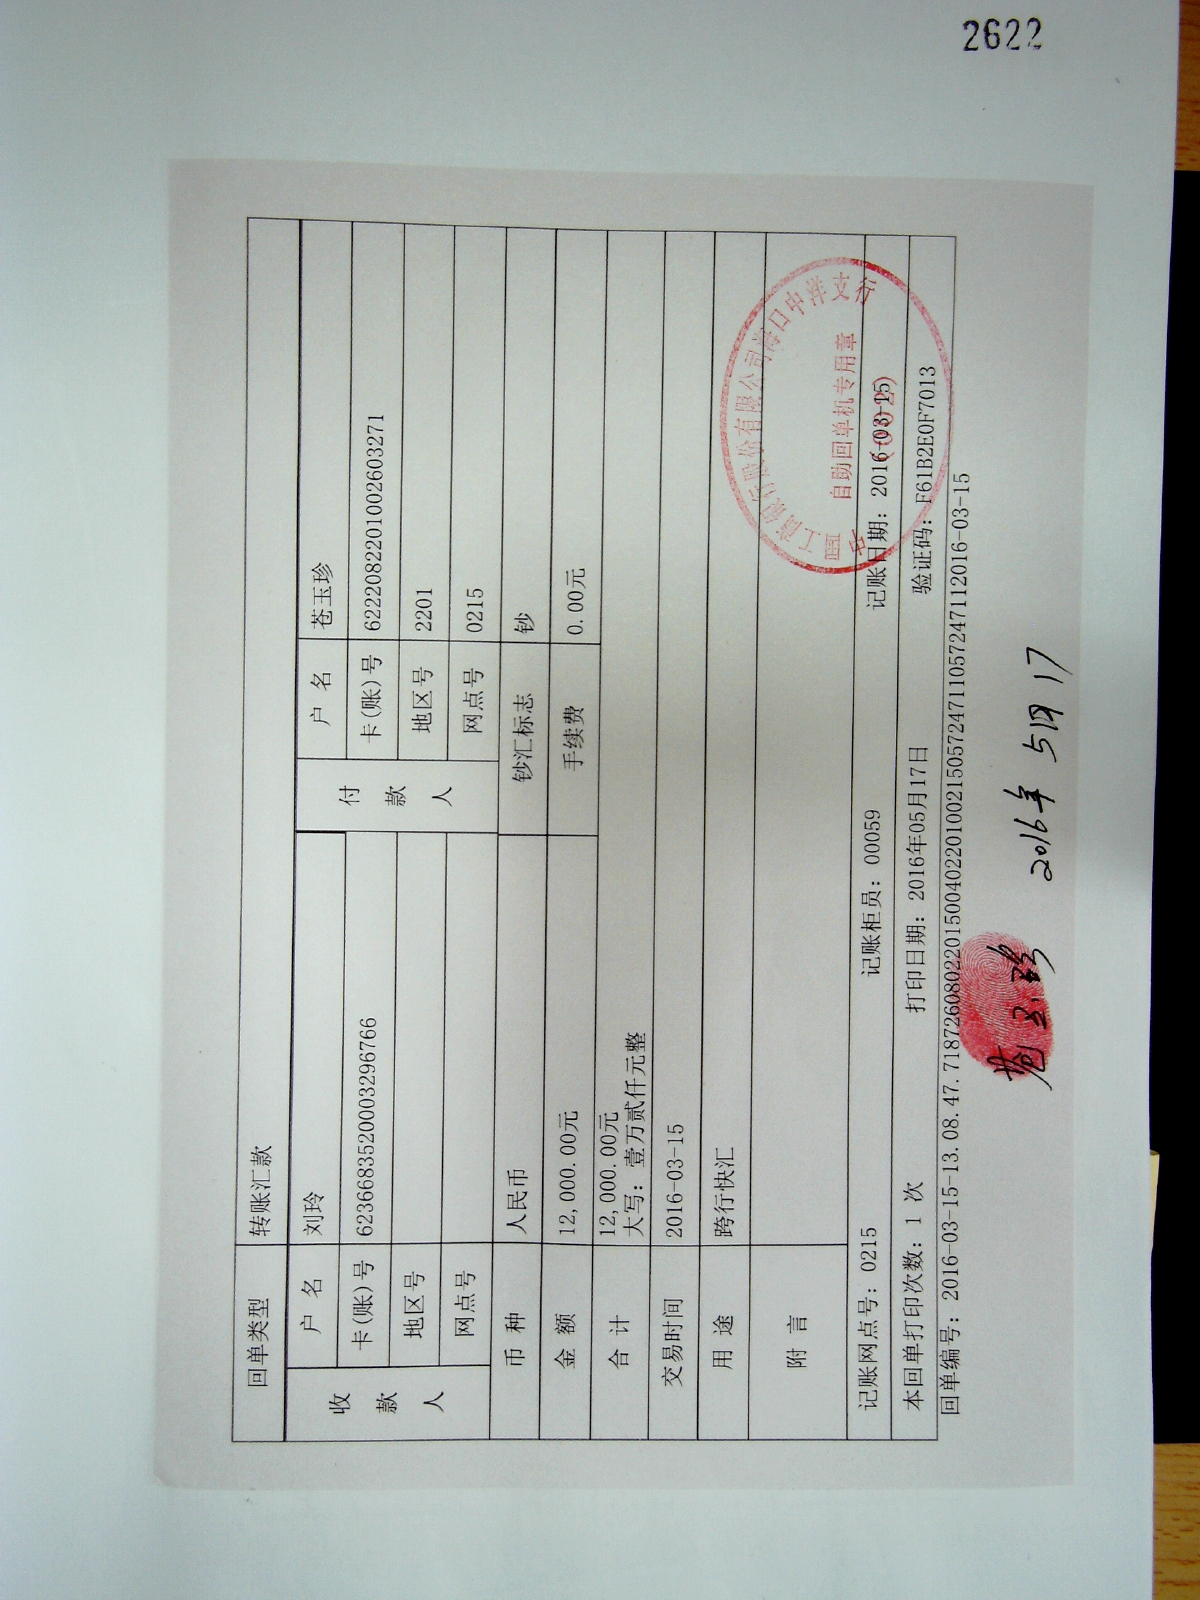 2622
回单类型 转账汇款
收款人 户名 刘玲 付款人 户名 苍玉珍
卡(账)号 6236683520003296766 卡(账)号 6222082201002603271
地区号 地区号 2201
网点号 网点号 0215
币种 人民币 钞汇标志 钞
金额 12,000.00元 手续费 0.00元
合计 12,000.00元
大写：壹万贰仟元整
交易时间 2016-03-15
用途 跨行快汇
附言
中国工商银行股份有限公司海口中洋支行
自助回单机专用章
记账网点号：0215 记账柜员：00059 记账日期：2016-03-15
本回单打印次数：1 次 打印日期：2016年05月17日 验证码：F61B2E0F7013
回单编号：2016-03-15-13.08.47.718726080220150040220100215057247110572471​12016-03-15
苍玉珍 2016年5月17